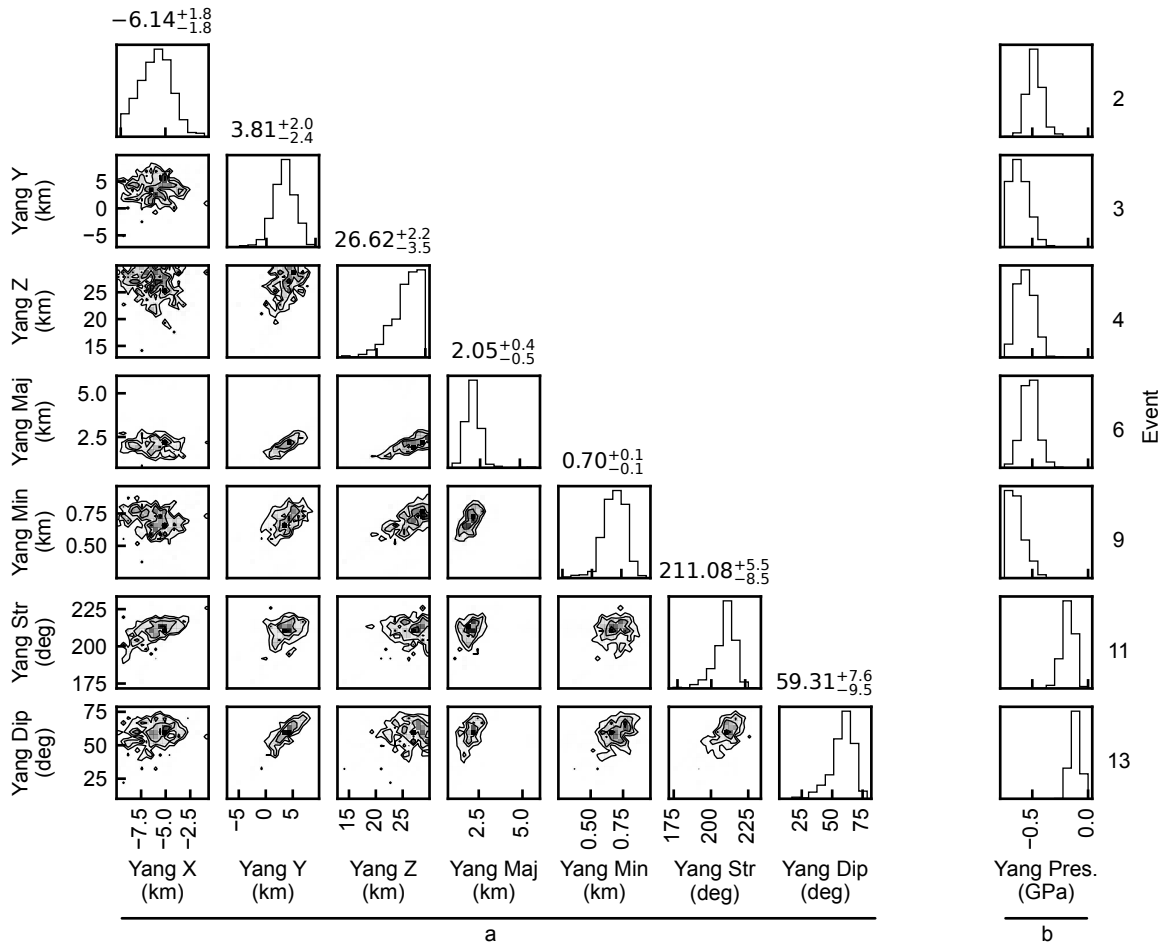 −6.14 +1.8 −1.8
2
3.81 +2.0 −2.4
Yang Y
(km)
5
0
−5
3
26.62 +2.2 −3.5
Yang Z
(km)
25
20
15
4
2.05 +0.4 −0.5
Yang Maj
(km)
5.0
2.5
6
Event
0.70 +0.1 −0.1
Yang Min
(km)
0.75
0.50
9
211.08 +5.5 −8.5
Yang Str
(deg)
225
200
175
11
59.31 +7.6 −9.5
Yang Dip
(deg)
75
50
25
13
−7.5 −5.0 −2.5 −5 0 5 15 20 25 2.5 5.0 0.50 0.75 175 200 225 25 50 75 −0.5 0.0
Yang X Yang Y Yang Z Yang Maj Yang Min Yang Str Yang Dip Yang Pres.
(km) (km) (km) (km) (km) (deg) (deg) (GPa)
a b